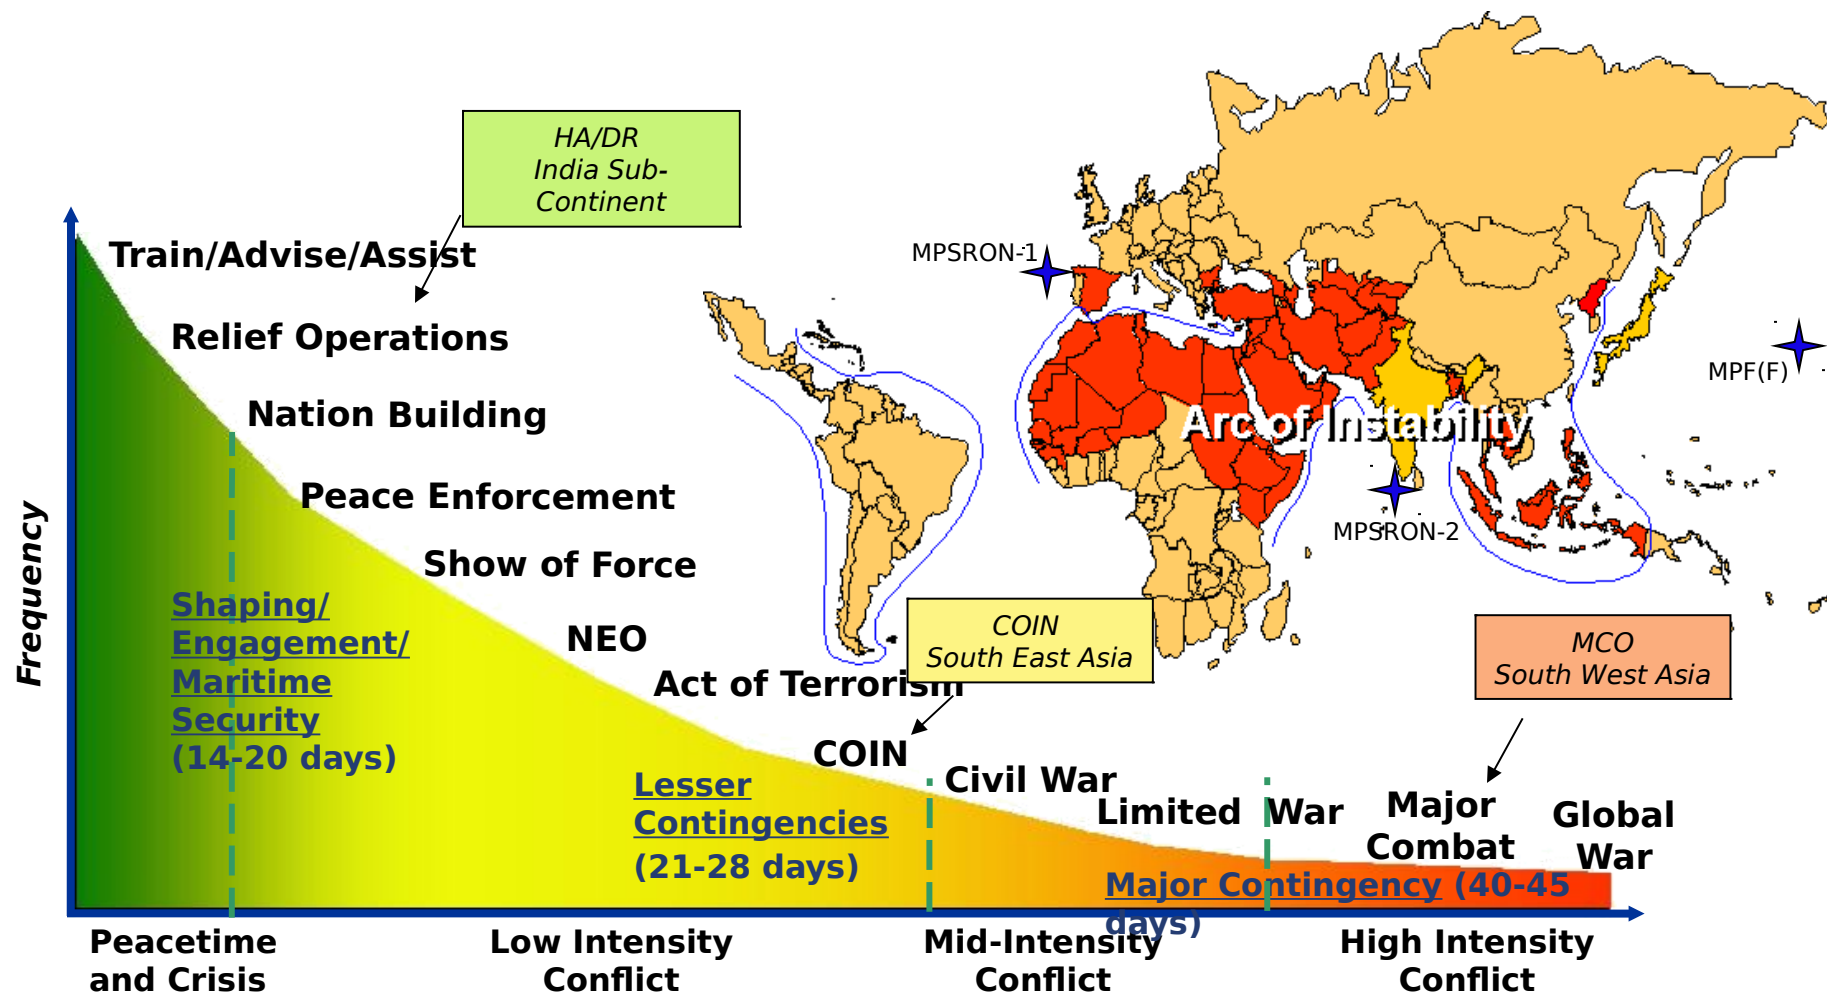 HA/DR
India Sub-
Continent
Train/Advise/Assist
MPSRON-1
Relief Operations
MPF(F)
Nation Building
Arc of Instability
Peace Enforcement
MPSRON-2
Frequency
Show of Force
Shaping/
Engagement/
Maritime
Security
(14-20 days)
NEO
COIN
South East Asia
MCO
South West Asia
Act of Terrorism
COIN
Civil War
Lesser
Contingencies
(21-28 days)
Limited War
Major
Combat
Global
War
Major Contingency (40-45
days)
Peacetime
and Crisis
Low Intensity
Conflict
Mid-Intensity
Conflict
High Intensity
Conflict